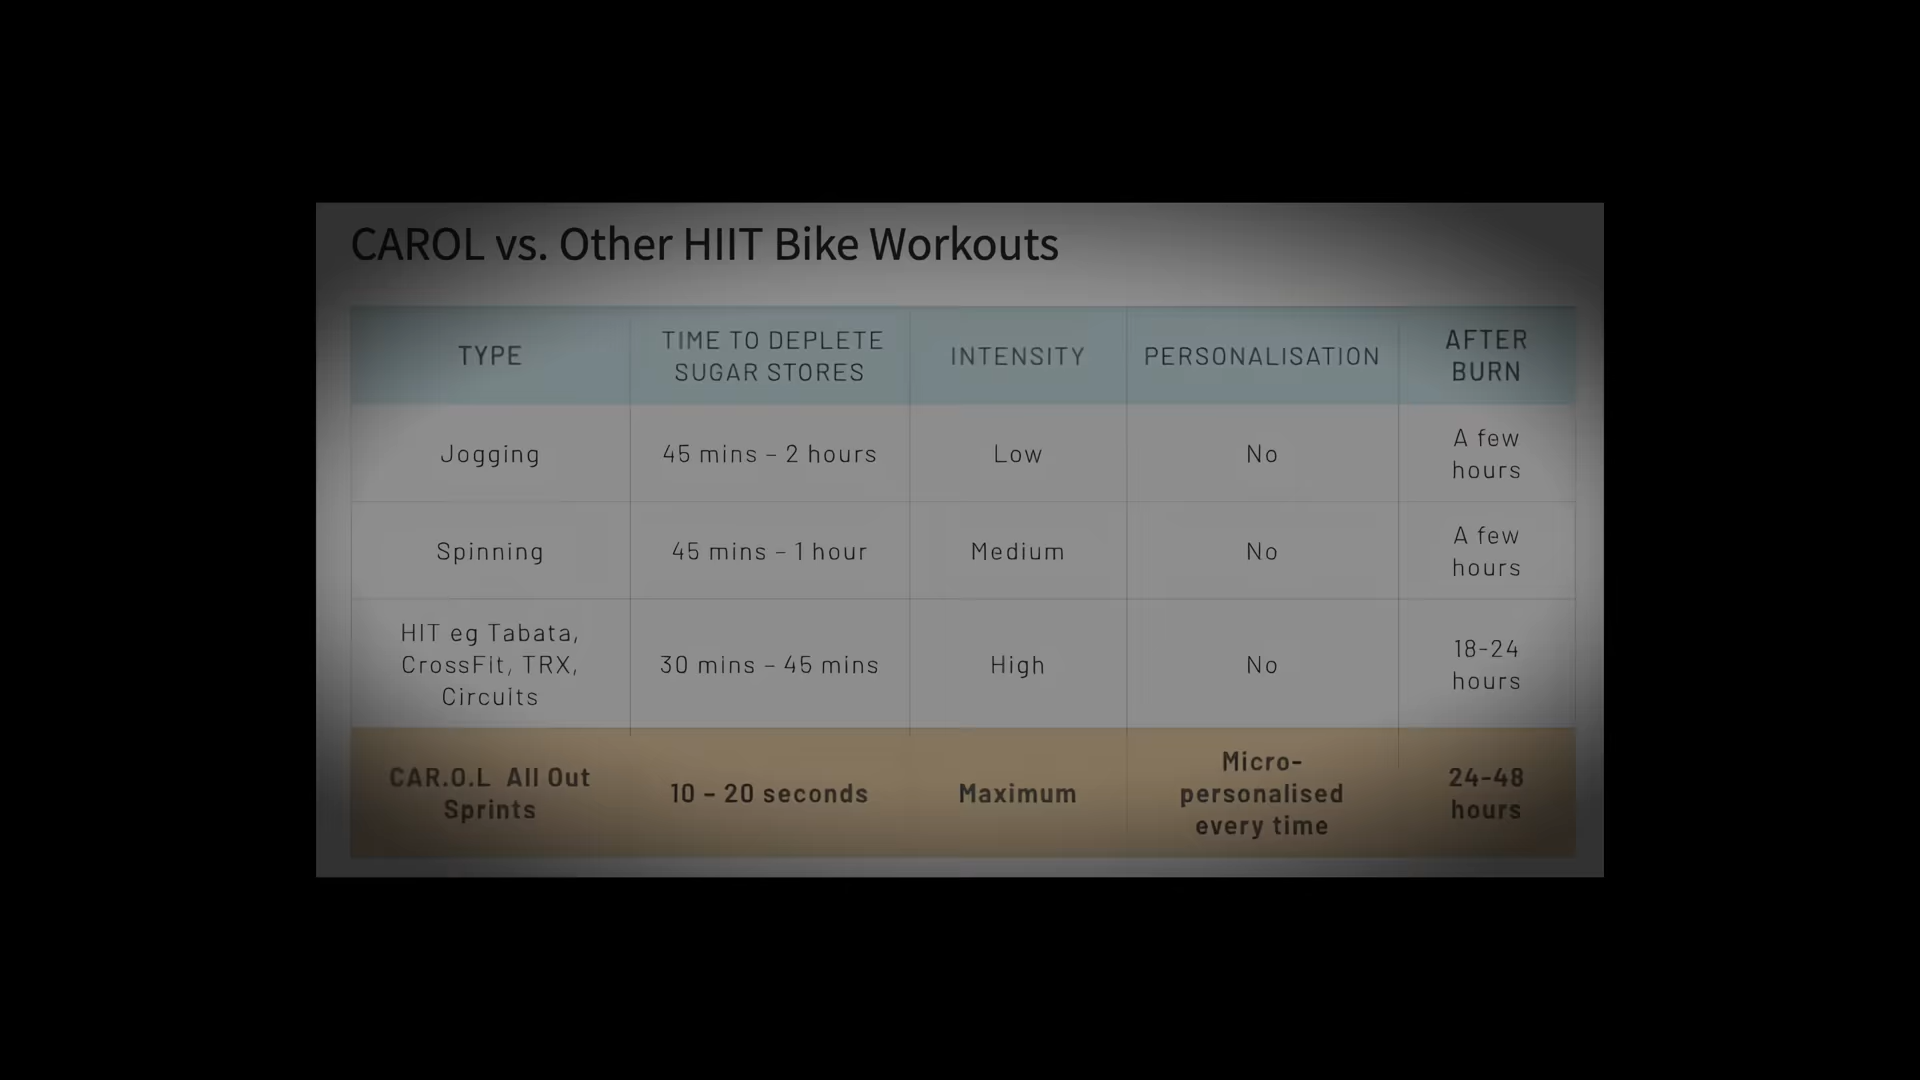 CAROL vs. Other HIIT Bike Workouts
TYPE
TIME TO DEPLETE
SUGAR STORES
INTENSITY
PERSONALISATION
AFTER
BURN
Jogging
45 mins – 2 hours
Low
No
A few
hours
Spinning
45 mins – 1 hour
Medium
No
A few
hours
HIT eg Tabata,
CrossFit, TRX,
Circuits
30 mins – 45 mins
High
No
18-24
hours
CAR.O.L All Out
Sprints
10 – 20 seconds
Maximum
Micro-
personalised
every time
24-48
hours